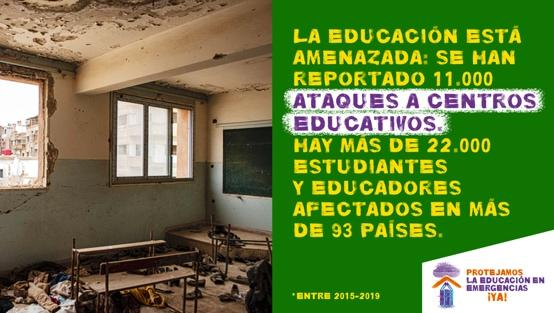 LA EDUCACIÓN ESTÁ
AMENAZADA: SE HAN
REPORTADO 11.000
ATAQUES A CENTROS
EDUCATIVOS.
HAY MÁS DE 22.000
ESTUDIANTES
Y EDUCADORES
AFECTADOS EN MÁS
DE 93 PAÍSES.
*ENTRE 2015-2019
PROTEJAMOS
LA EDUCACIÓN EN
EMERGENCIAS
¡YA!